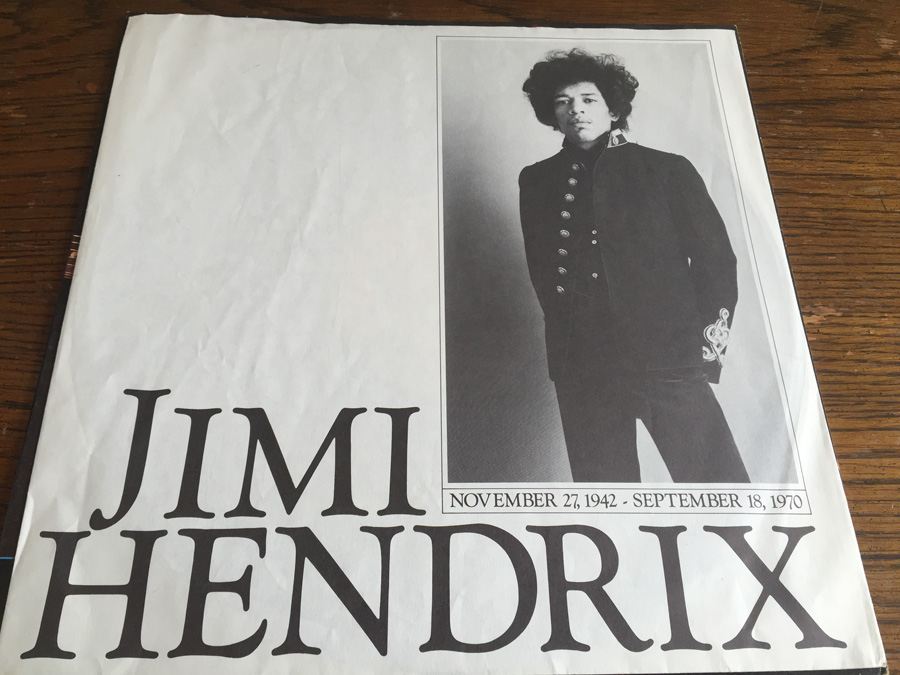 NOVEMBER 27, 1942 - SEPTEMBER 18, 1970
JIMI
HENDRIX